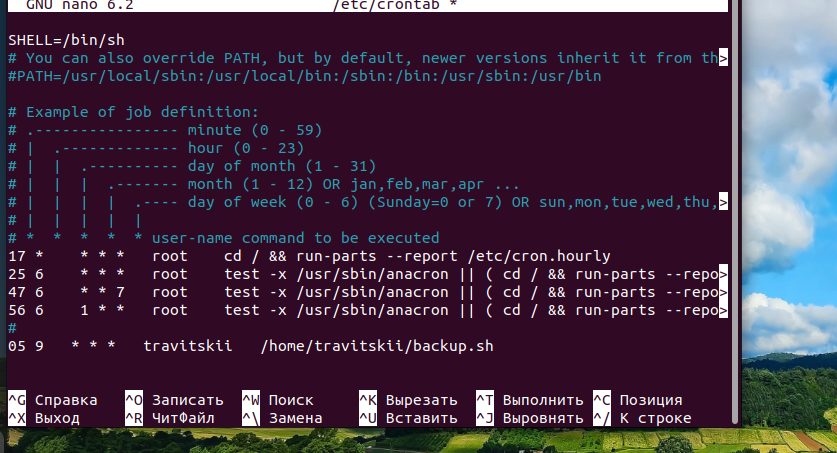 GNU nano 6.2 /etc/crontab *
SHELL=/bin/sh
# You can also override PATH, but by default, newer versions inherit it from th>
#PATH=/usr/local/sbin:/usr/local/bin:/sbin:/bin:/usr/sbin:/usr/bin
# Example of job definition:
# .---------------- minute (0 - 59)
# | .------------- hour (0 - 23)
# | | .---------- day of month (1 - 31)
# | | | .------- month (1 - 12) OR jan,feb,mar,apr ...
# | | | | .---- day of week (0 - 6) (Sunday=0 or 7) OR sun,mon,tue,wed,thu,>
# | | | | |
# * * * * * user-name command to be executed
17 * * * * root cd / && run-parts --report /etc/cron.hourly
25 6 * * * root test -x /usr/sbin/anacron || ( cd / && run-parts --repo>
47 6 * * 7 root test -x /usr/sbin/anacron || ( cd / && run-parts --repo>
56 6 1 * * root test -x /usr/sbin/anacron || ( cd / && run-parts --repo>
#
05 9 * * * travitskii /home/travitskii/backup.sh
^G Справка ^O Записать ^W Поиск ^K Вырезать ^T Выполнить ^C Позиция
^X Выход ^R ЧитФайл ^\ Замена ^U Вставить ^J Выровнять ^/ К строке